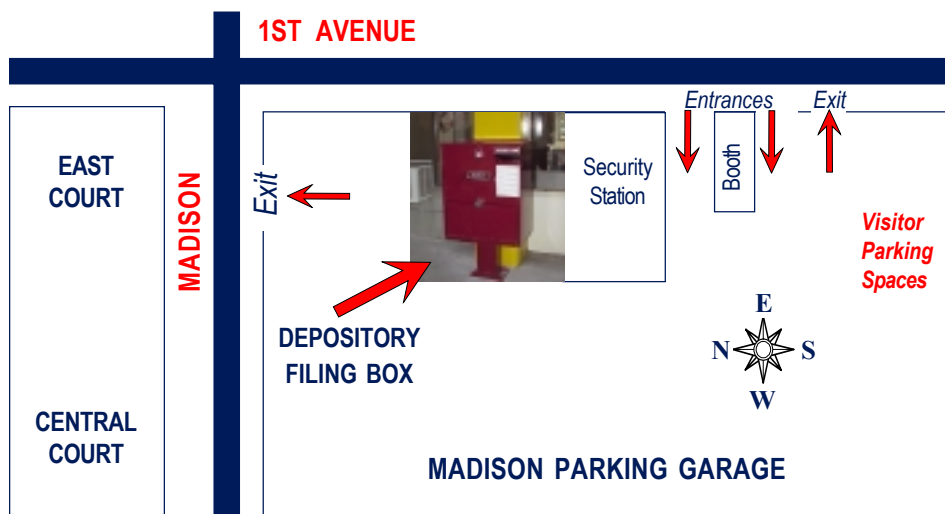 1ST AVENUE
Entrances
Exit
EAST
COURT
MADISON
Exit
Security
Station
Booth
Visitor
Parking
Spaces
DEPOSITORY
FILING BOX
E
N
S
W
CENTRAL
COURT
MADISON PARKING GARAGE